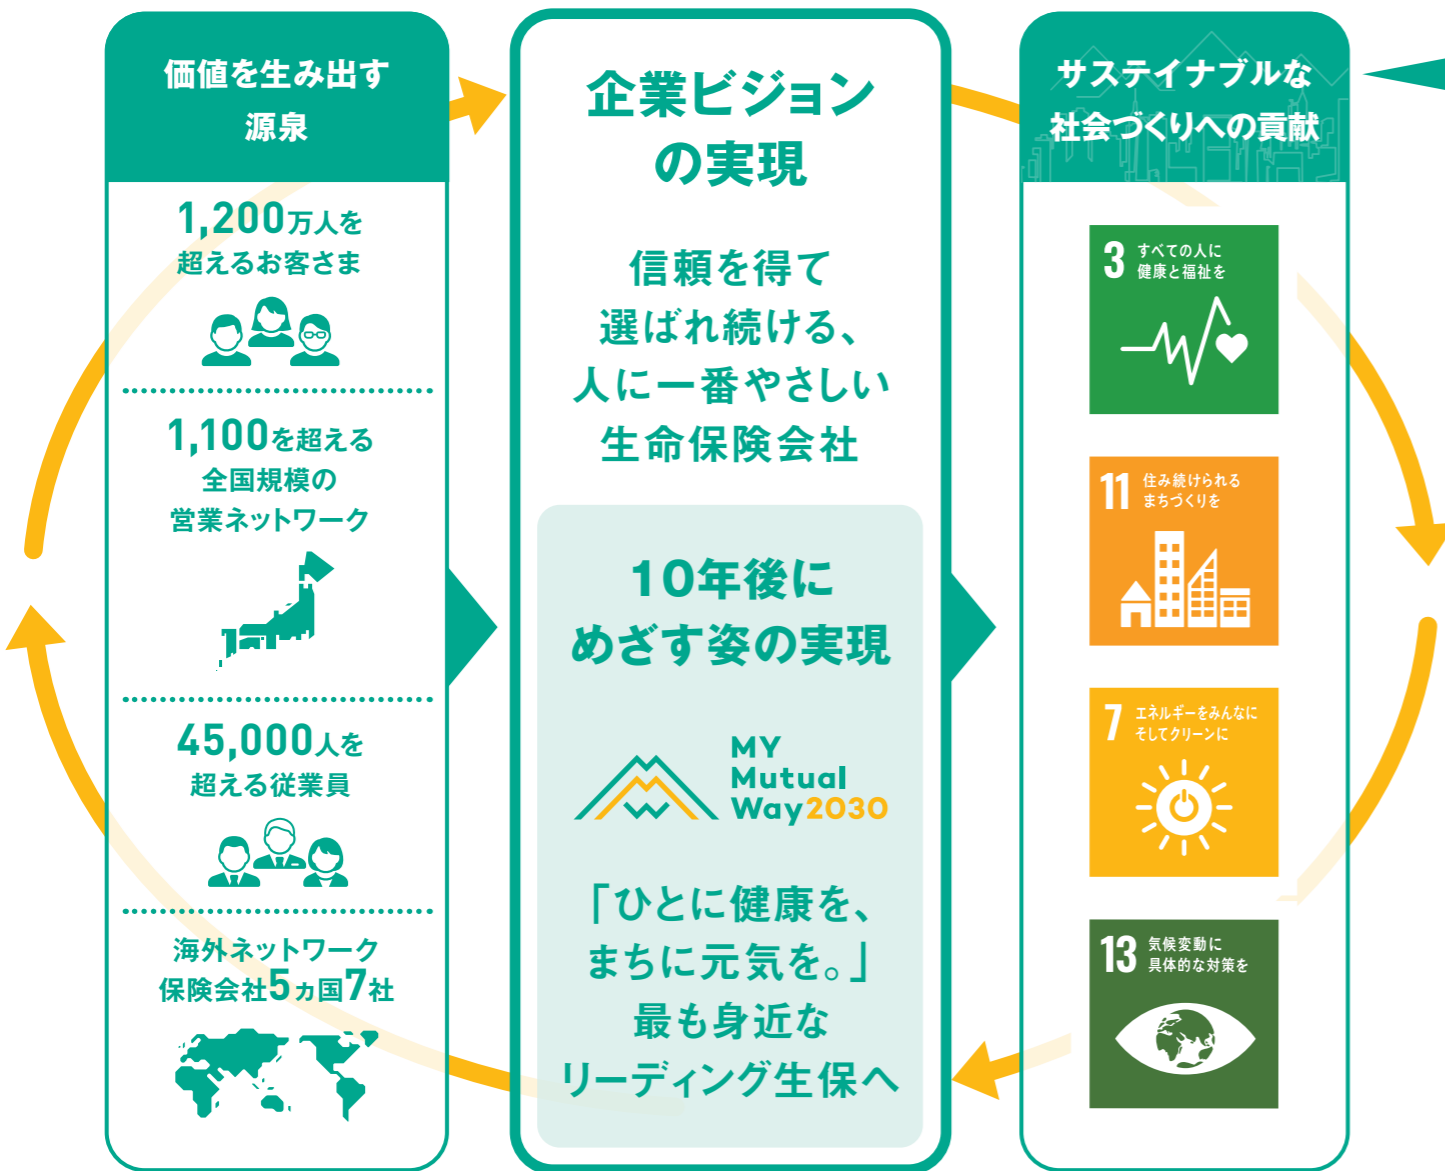 価値を生み出す
源泉
1,200万人を
超えるお客さま
1,100を超える
全国規模の
営業ネットワーク
45,000人を
超える従業員
海外ネットワーク
保険会社5ヵ国7社
企業ビジョン
の実現
信頼を得て
選ばれ続ける、
人に一番やさしい
生命保険会社
10年後に
めざす姿の実現
MY
Mutual
Way2030
「ひとに健康を、
まちに元気を。」
最も身近な
リーディング生保へ
サステイナブルな
社会づくりへの貢献
3 すべての人に
健康と福祉を
11 住み続けられる
まちづくりを
7 エネルギーをみんなに
そしてクリーンに
13 気候変動に
具体的な対策を